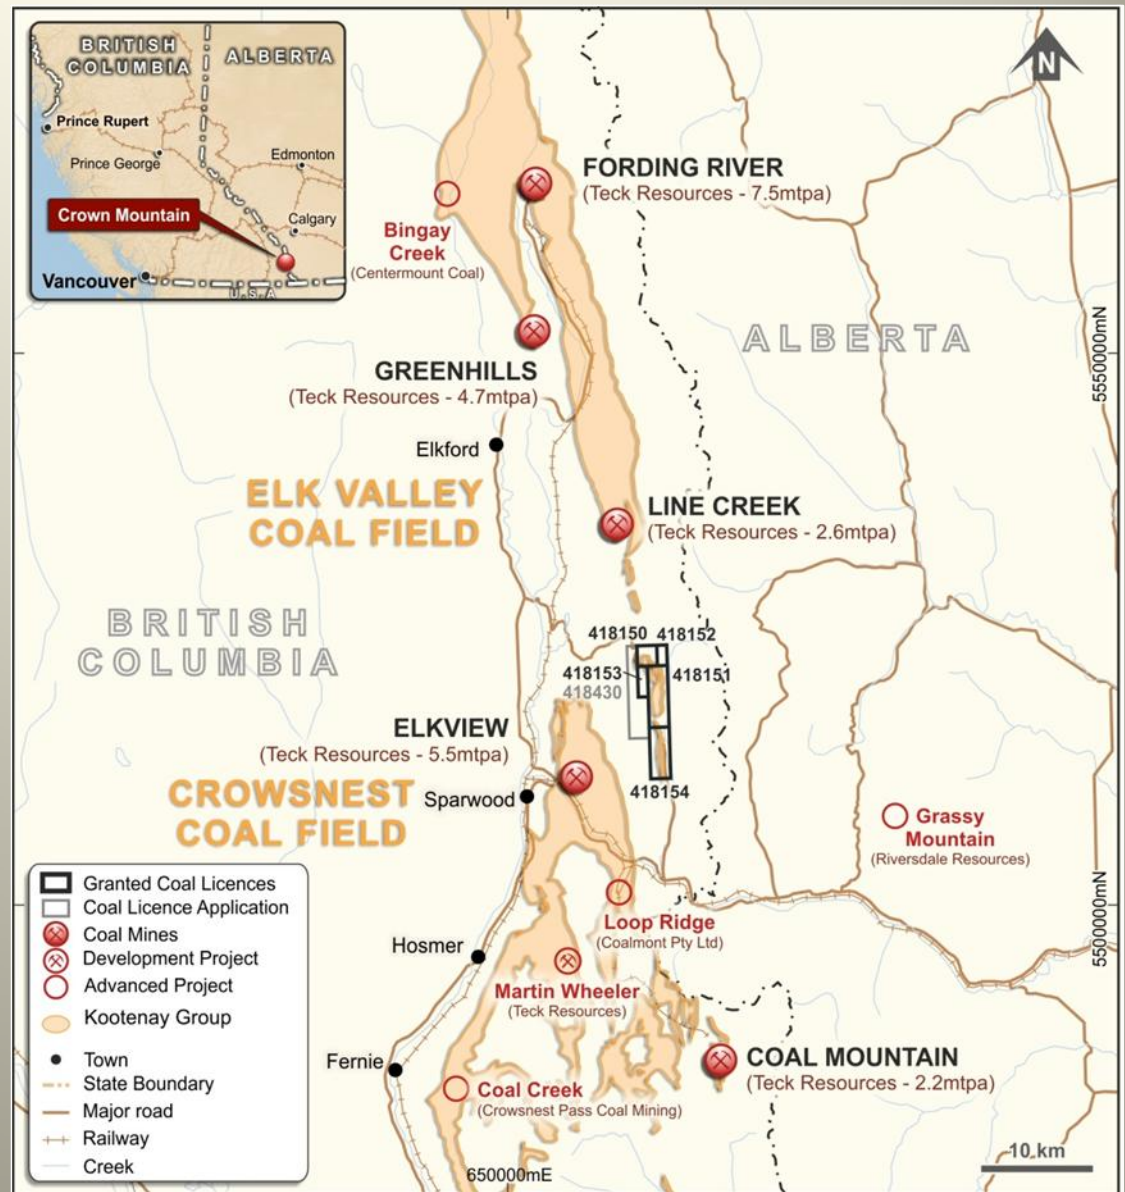 BRITISH
COLUMBIA
ALBERTA
Prince Rupert
Prince George
Edmonton
Crown Mountain
Calgary
Vancouver
U.S.A
N
FORDING RIVER
(Teck Resources - 7.5mtpa)
Bingay
Creek
(Centermount Coal)
ALBERTA
5550000mN
GREENHILLS
(Teck Resources - 4.7mtpa)
Elkford
ELK VALLEY
COAL FIELD
LINE CREEK
(Teck Resources - 2.6mtpa)
BRITISH
COLUMBIA
418150
418152
418153
418151
418430
ELKVIEW
(Teck Resources - 5.5mtpa)
418154
CROWSNEST
COAL FIELD
Sparwood
Grassy
Mountain
(Riversdale Resources)
Granted Coal Licences
Coal Licence Application
Coal Mines
Development Project
Advanced Project
Kootenay Group
Town
State Boundary
Major road
Railway
Creek
Loop Ridge
(Coalmont Pty Ltd)
5500000mN
Hosmer
Martin Wheeler
(Teck Resources)
Fernie
COAL MOUNTAIN
(Teck Resources - 2.2mtpa)
Coal Creek
(Crowsnest Pass Coal Mining)
650000mE
10 km